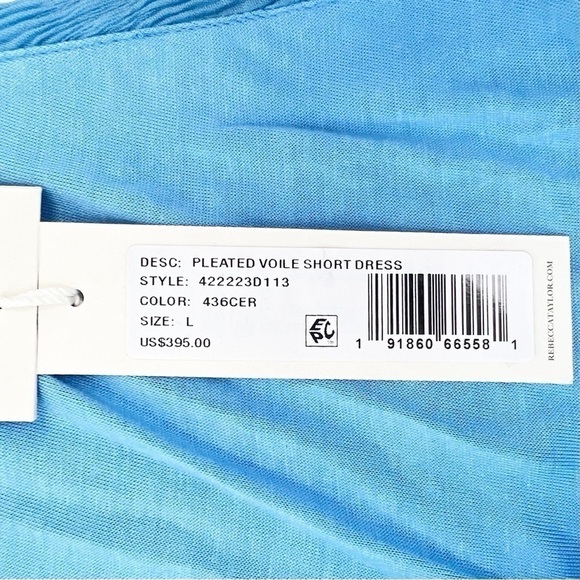 DESC: PLEATED VOILE SHORT DRESS
STYLE: 422223D113
COLOR: 436CER
SIZE: L
US$395.00
EPC
1 91860 66558 1
REBECCATAYLOR.COM